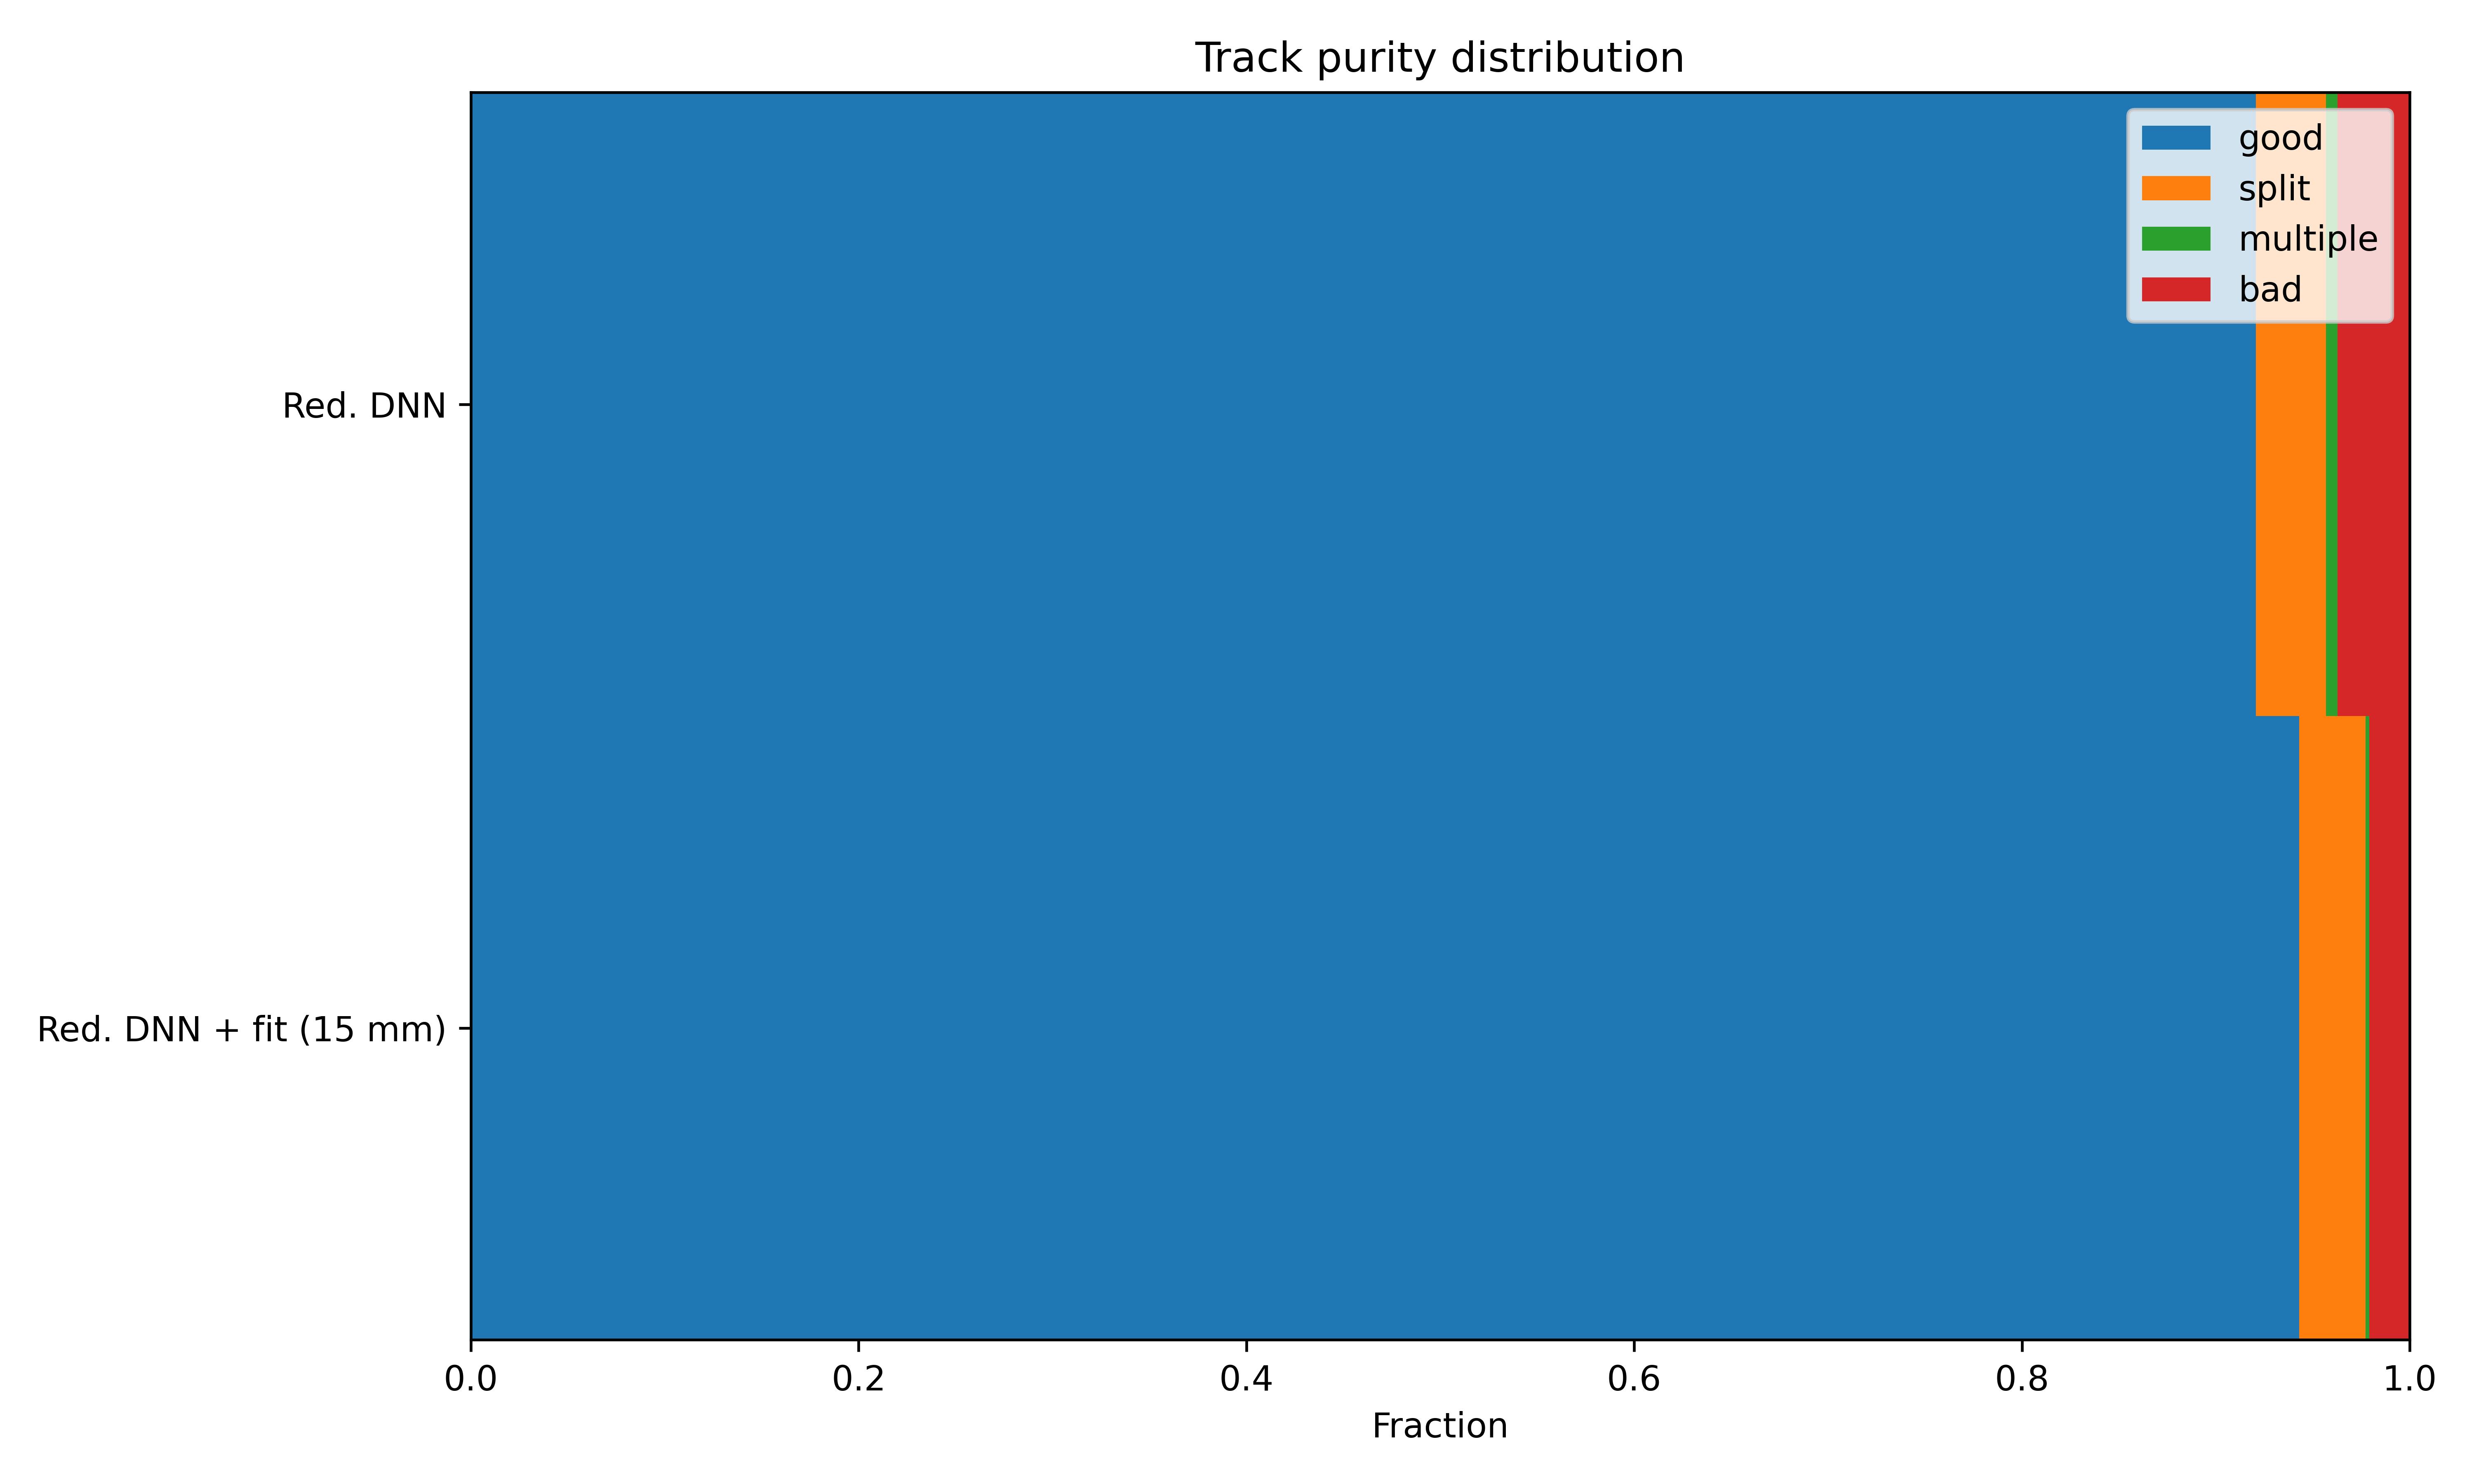 Track purity distribution
good
split
multiple
bad
Red. DNN
Red. DNN + fit (15 mm)
0.0 0.2 0.4 0.6 0.8 1.0
Fraction